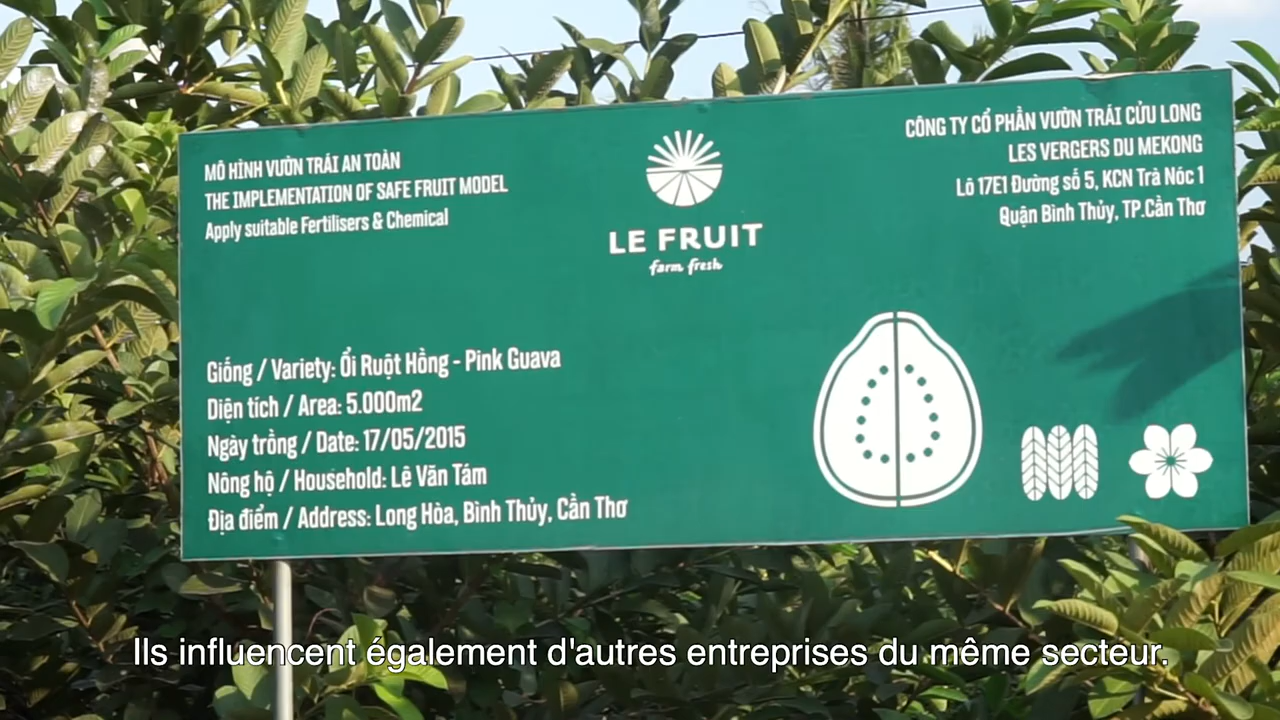 MÔ HÌNH VƯỜN TRÁI AN TOÀN
THE IMPLEMENTATION OF SAFE FRUIT MODEL
Apply suitable Fertilisers & Chemical
LE FRUIT
farm fresh
CÔNG TY CỔ PHẦN VƯỜN TRÁI CỬU LONG
LES VERGERS DU MEKONG
Lô 17E1 Đường số 5, KCN Trà Nóc 1
Quận Bình Thủy, TP.Cần Thơ
Giống / Variety: Ổi Ruột Hồng - Pink Guava
Diện tích / Area: 5.000m2
Ngày trồng / Date: 17/05/2015
Nông hộ / Household: Lê Văn Tám
Địa điểm / Address: Long Hòa, Bình Thủy, Cần Thơ
Ils influencent également d'autres entreprises du même secteur.